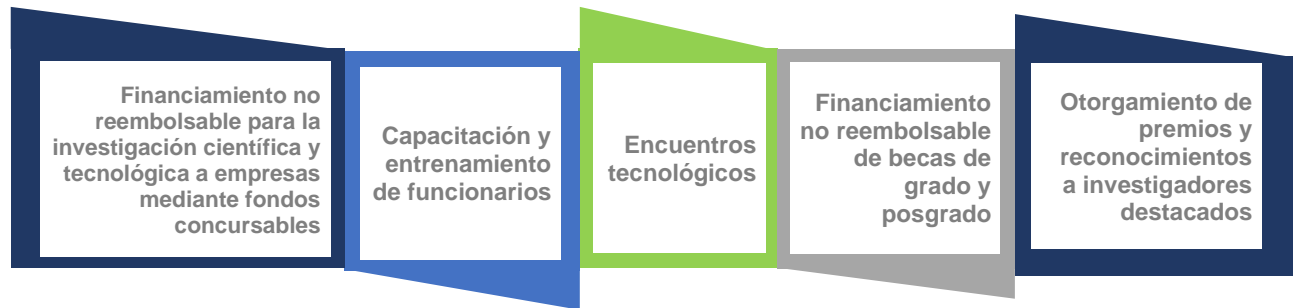 Financiamiento no
reembolsable para la
investigación científica y
tecnológica a empresas
mediante fondos
concursables
Capacitación y
entrenamiento
de funcionarios
Encuentros
tecnológicos
Financiamiento
no reembolsable
de becas de
grado y
posgrado
Otorgamiento de
premios y
reconocimientos
a investigadores
destacados